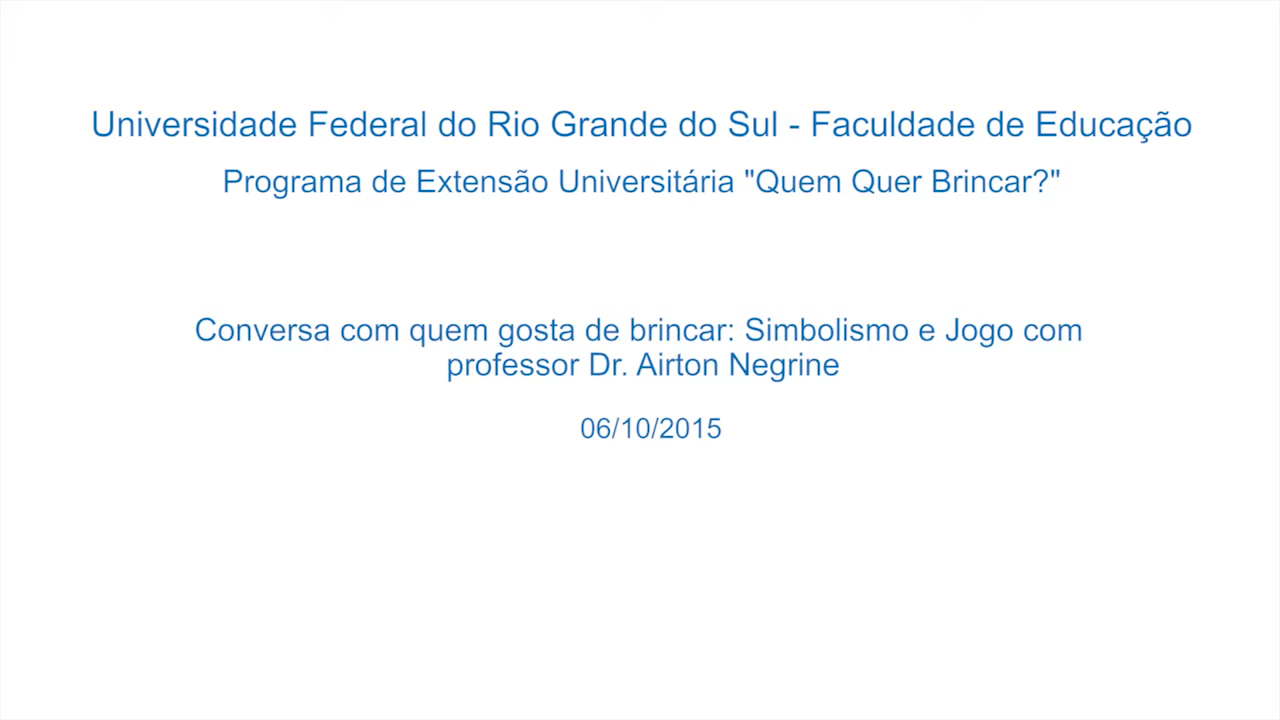 Universidade Federal do Rio Grande do Sul - Faculdade de Educação
Programa de Extensão Universitária "Quem Quer Brincar?"
Conversa com quem gosta de brincar: Simbolismo e Jogo com
professor Dr. Airton Negrine
06/10/2015